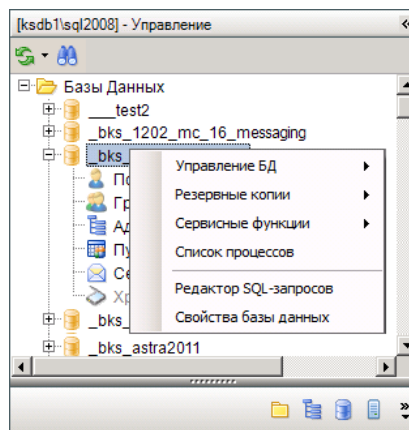 [ksdb1\sql2008] - Управление
Базы Данных
___test2
_bks_1202_mc_16_messaging
_bks_
Управление БД
Резервные копии
Сервисные функции
Список процессов
Редактор SQL-запросов
Свойства базы данных
_bks_
_bks_astra2011